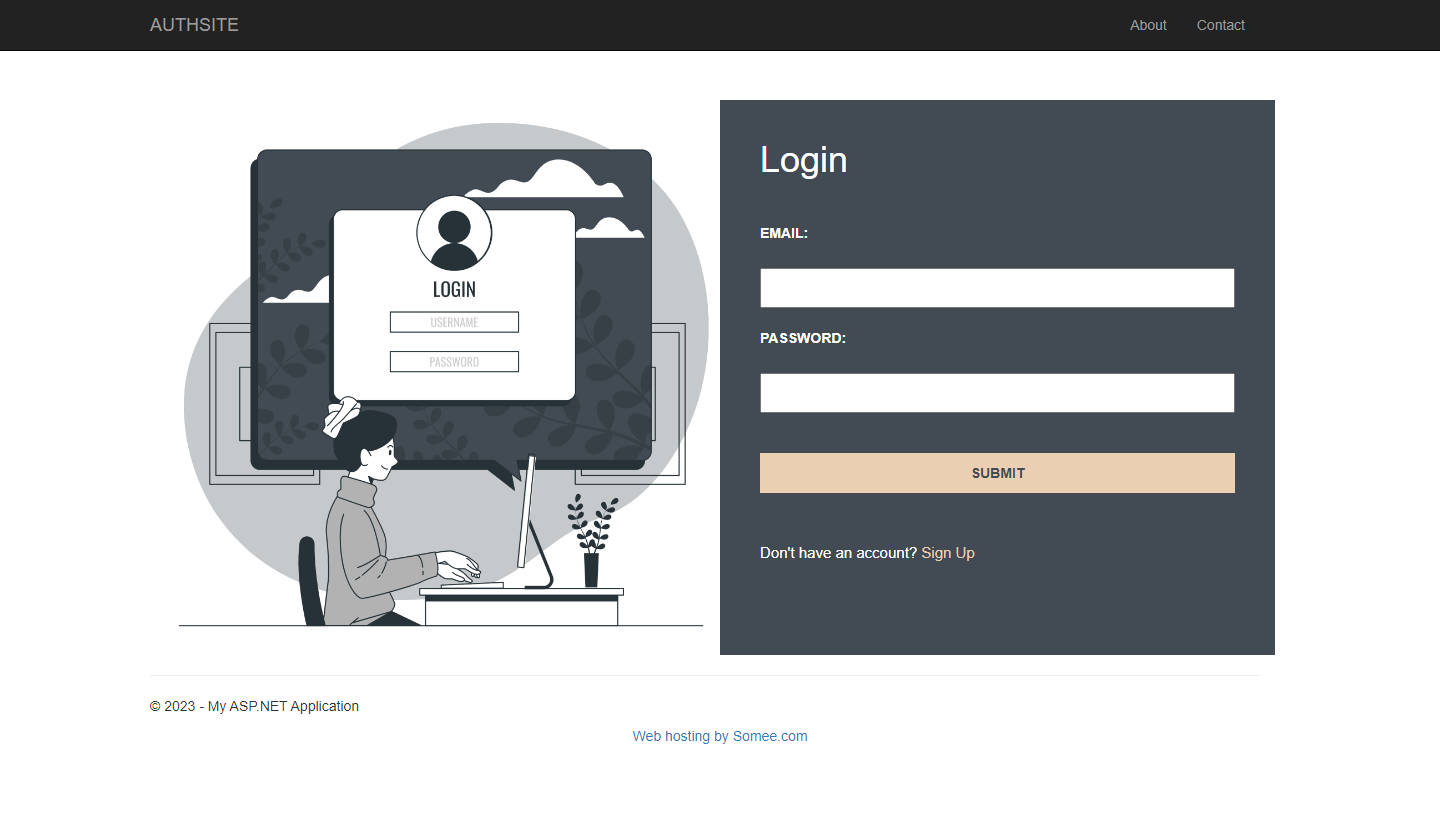 AUTHSITE About Contact
LOGIN
USERNAME
PASSWORD
Login
EMAIL:
PASSWORD:
SUBMIT
Don't have an account? Sign Up
© 2023 - My ASP.NET Application
Web hosting by Somee.com